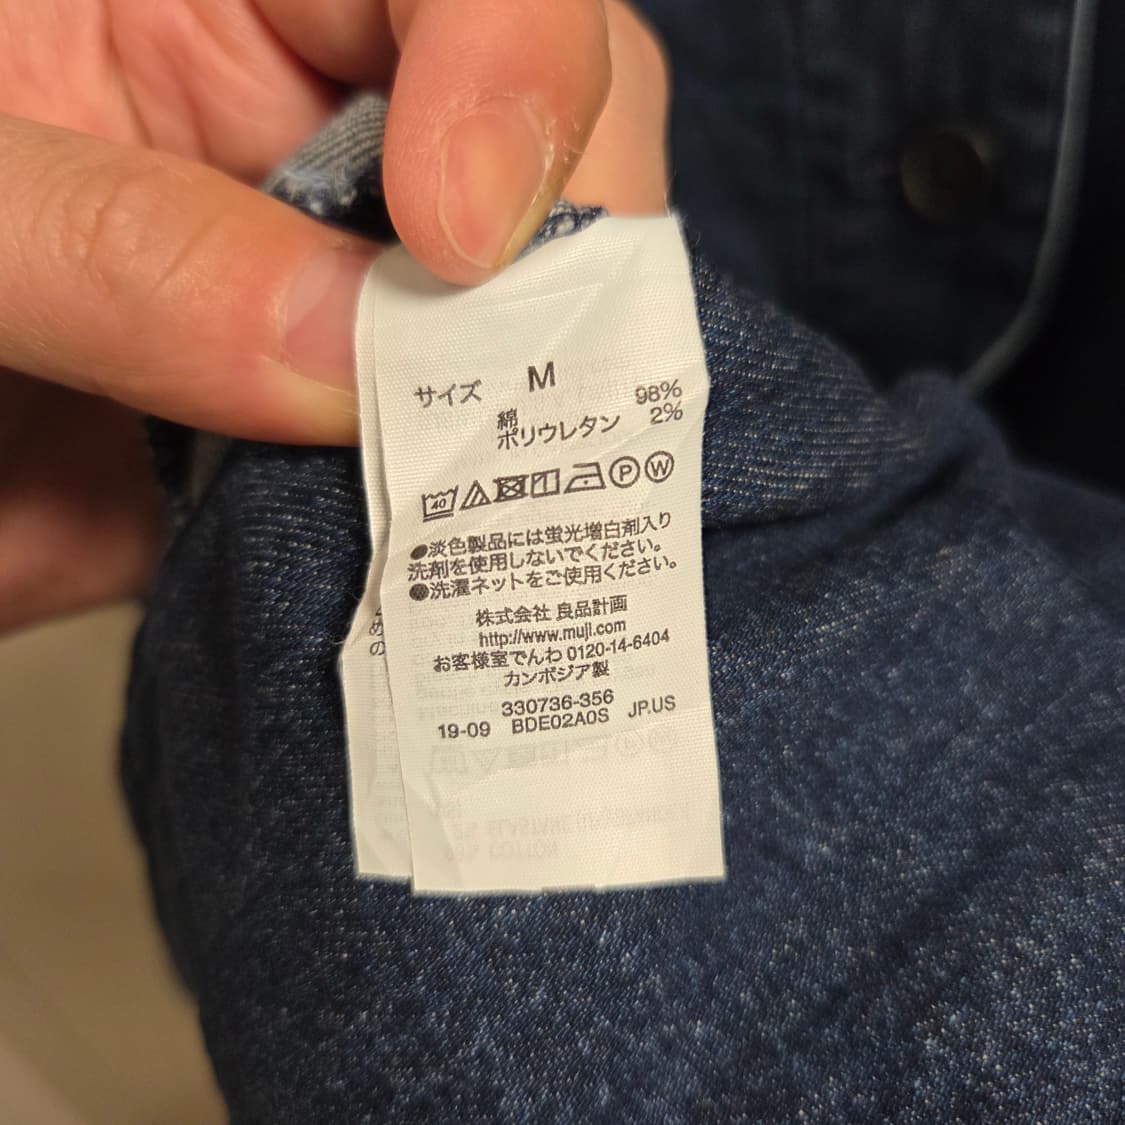 サイズ M
綿 98%
ポリウレタン 2%
40 P W
●淡色製品には蛍光増白剤入り
洗剤を使用しないでください。
●洗濯ネットをご使用ください。
株式会社 良品計画
http://www.muji.com
お客様室でんわ 0120-14-6404
カンボジア製
330736-356
19-09 BDE02A0S JP.US
め
の